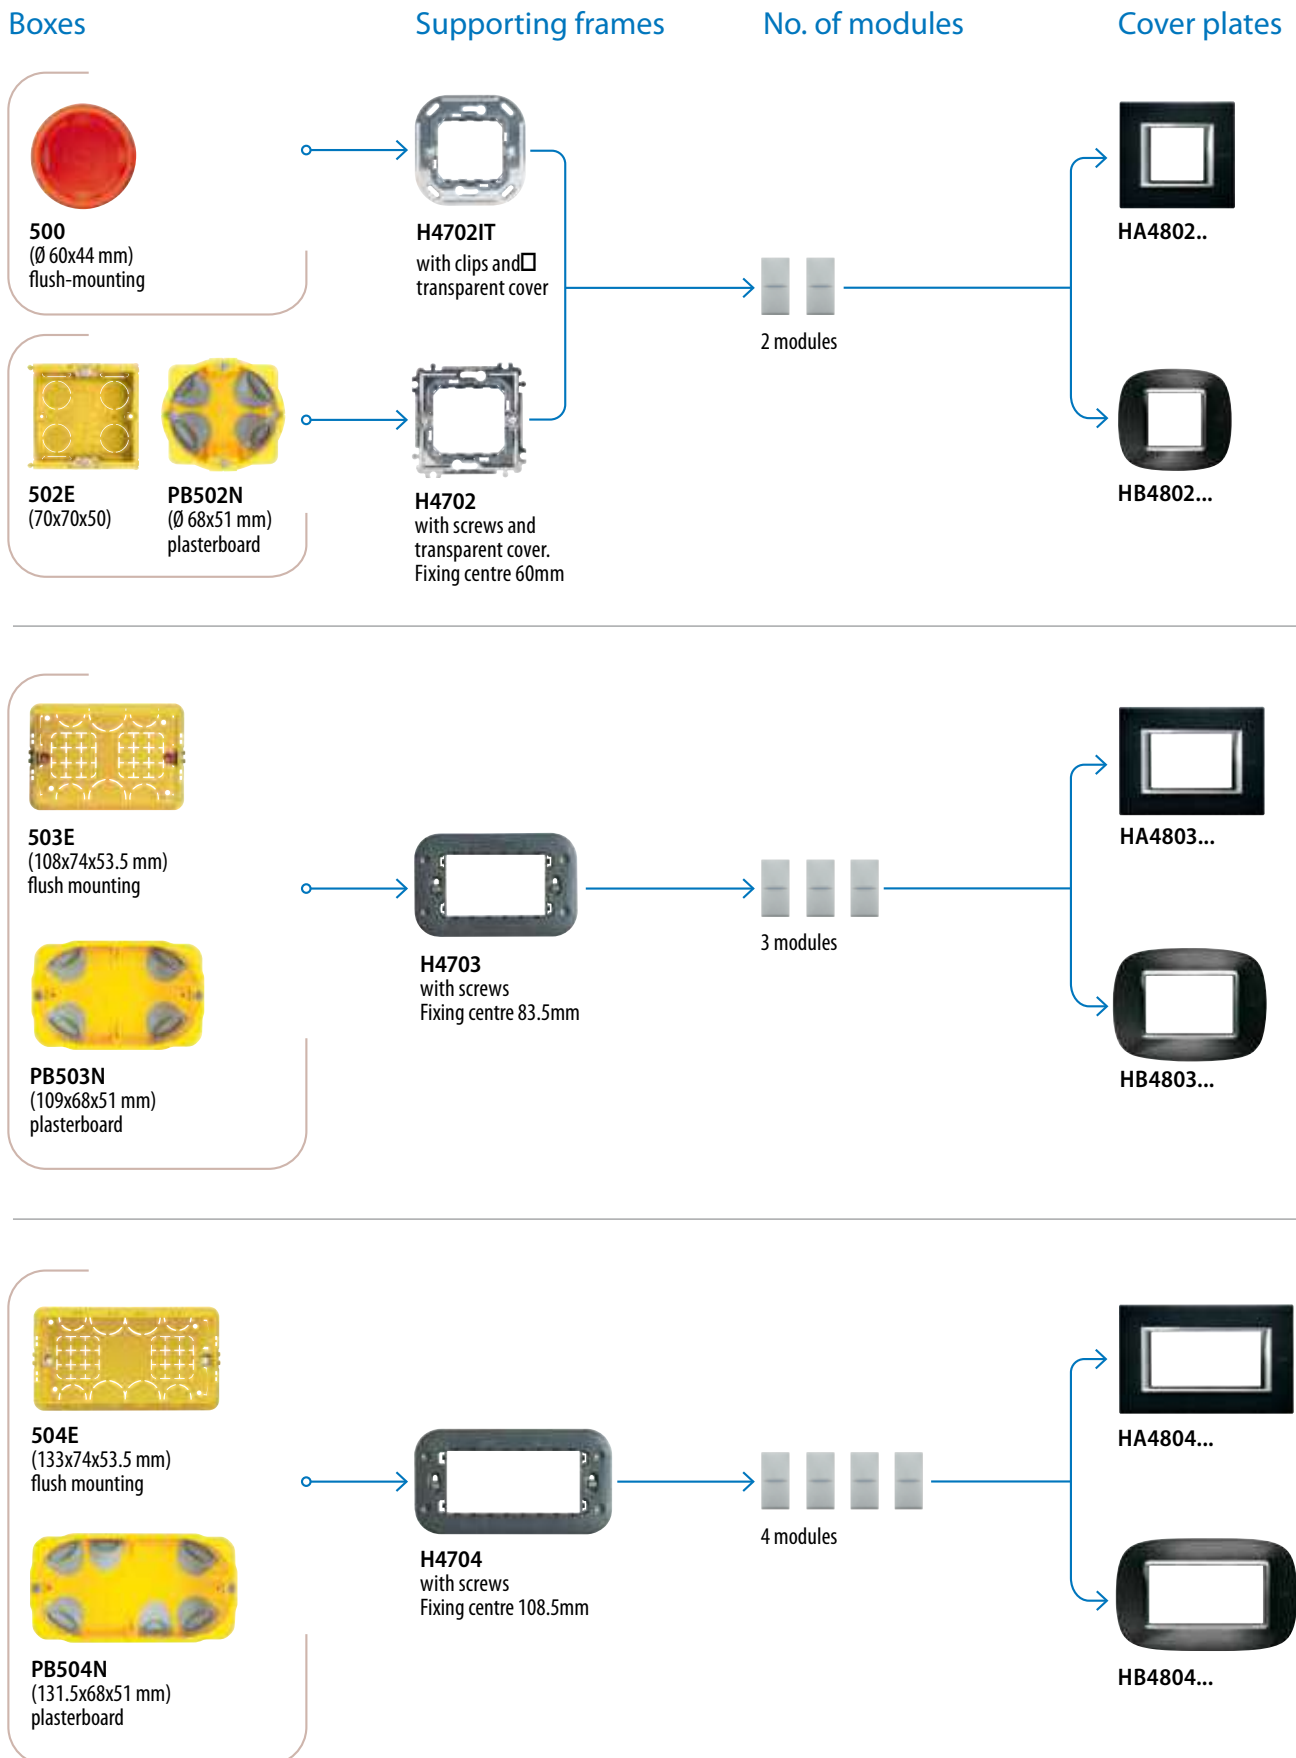 Boxes
Supporting frames
No. of modules
Cover plates
500
(Ø 60x44 mm)
flush-mounting
H4702IT
with clips and□
transparent cover
HA4802..
2 modules
502E
(70x70x50)
PB502N
(Ø 68x51 mm)
plasterboard
H4702
with screws and
transparent cover.
Fixing centre 60mm
HB4802...
503E
(108x74x53.5 mm)
flush mounting
HA4803...
3 modules
H4703
with screws
Fixing centre 83.5mm
PB503N
(109x68x51 mm)
plasterboard
HB4803...
504E
(133x74x53.5 mm)
flush mounting
HA4804...
4 modules
H4704
with screws
Fixing centre 108.5mm
PB504N
(131.5x68x51 mm)
plasterboard
HB4804...